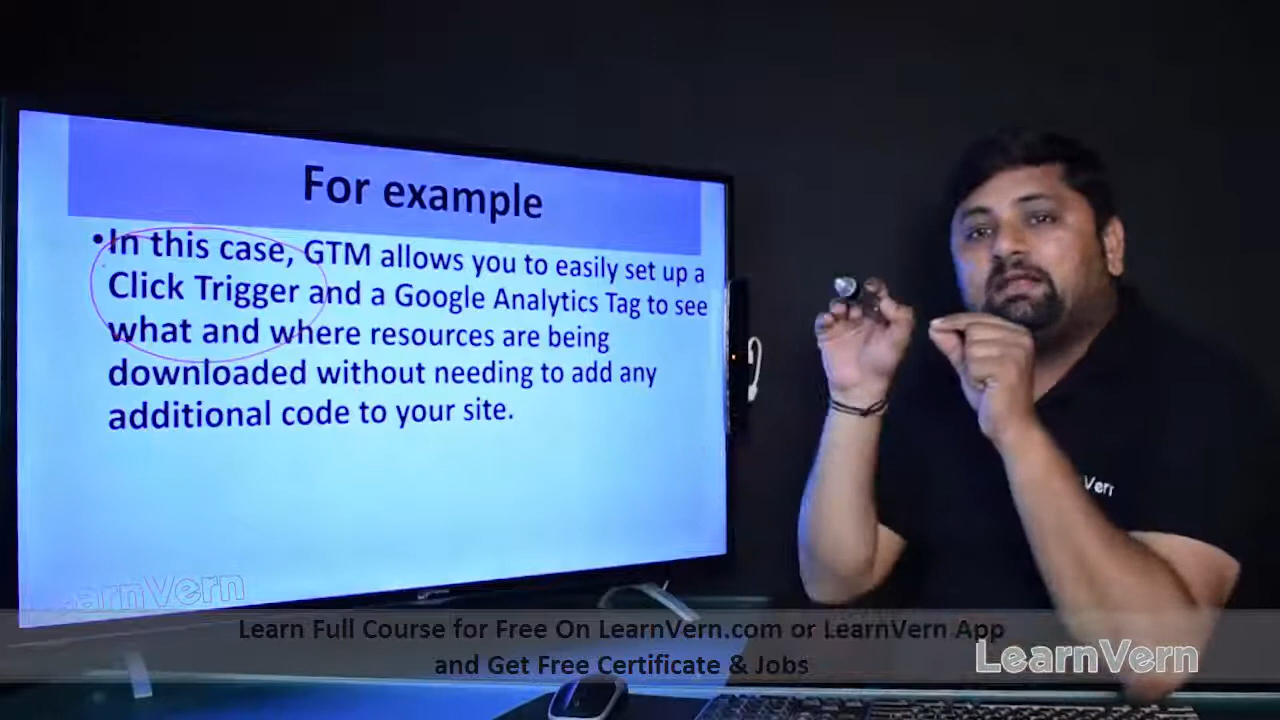 For example
•In this case, GTM allows you to easily set up a
Click Trigger and a Google Analytics Tag to see
what and where resources are being
downloaded without needing to add any
additional code to your site.
LearnVern
Vern
Learn Full Course for Free On LearnVern.com or LearnVern App
and Get Free Certificate & Jobs
LearnVern